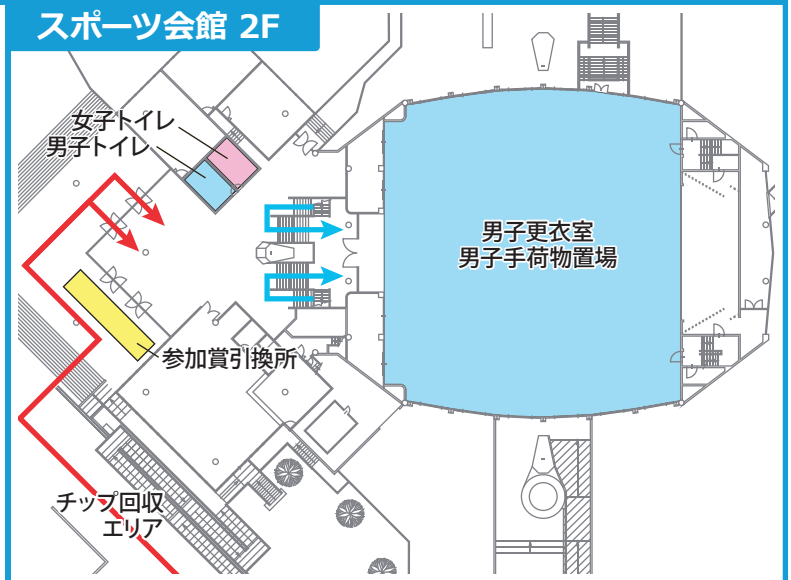 スポーツ会館 2F
女子トイレ
男子トイレ
男子更衣室
男子手荷物置場
参加賞引換所
チップ回収
エリア